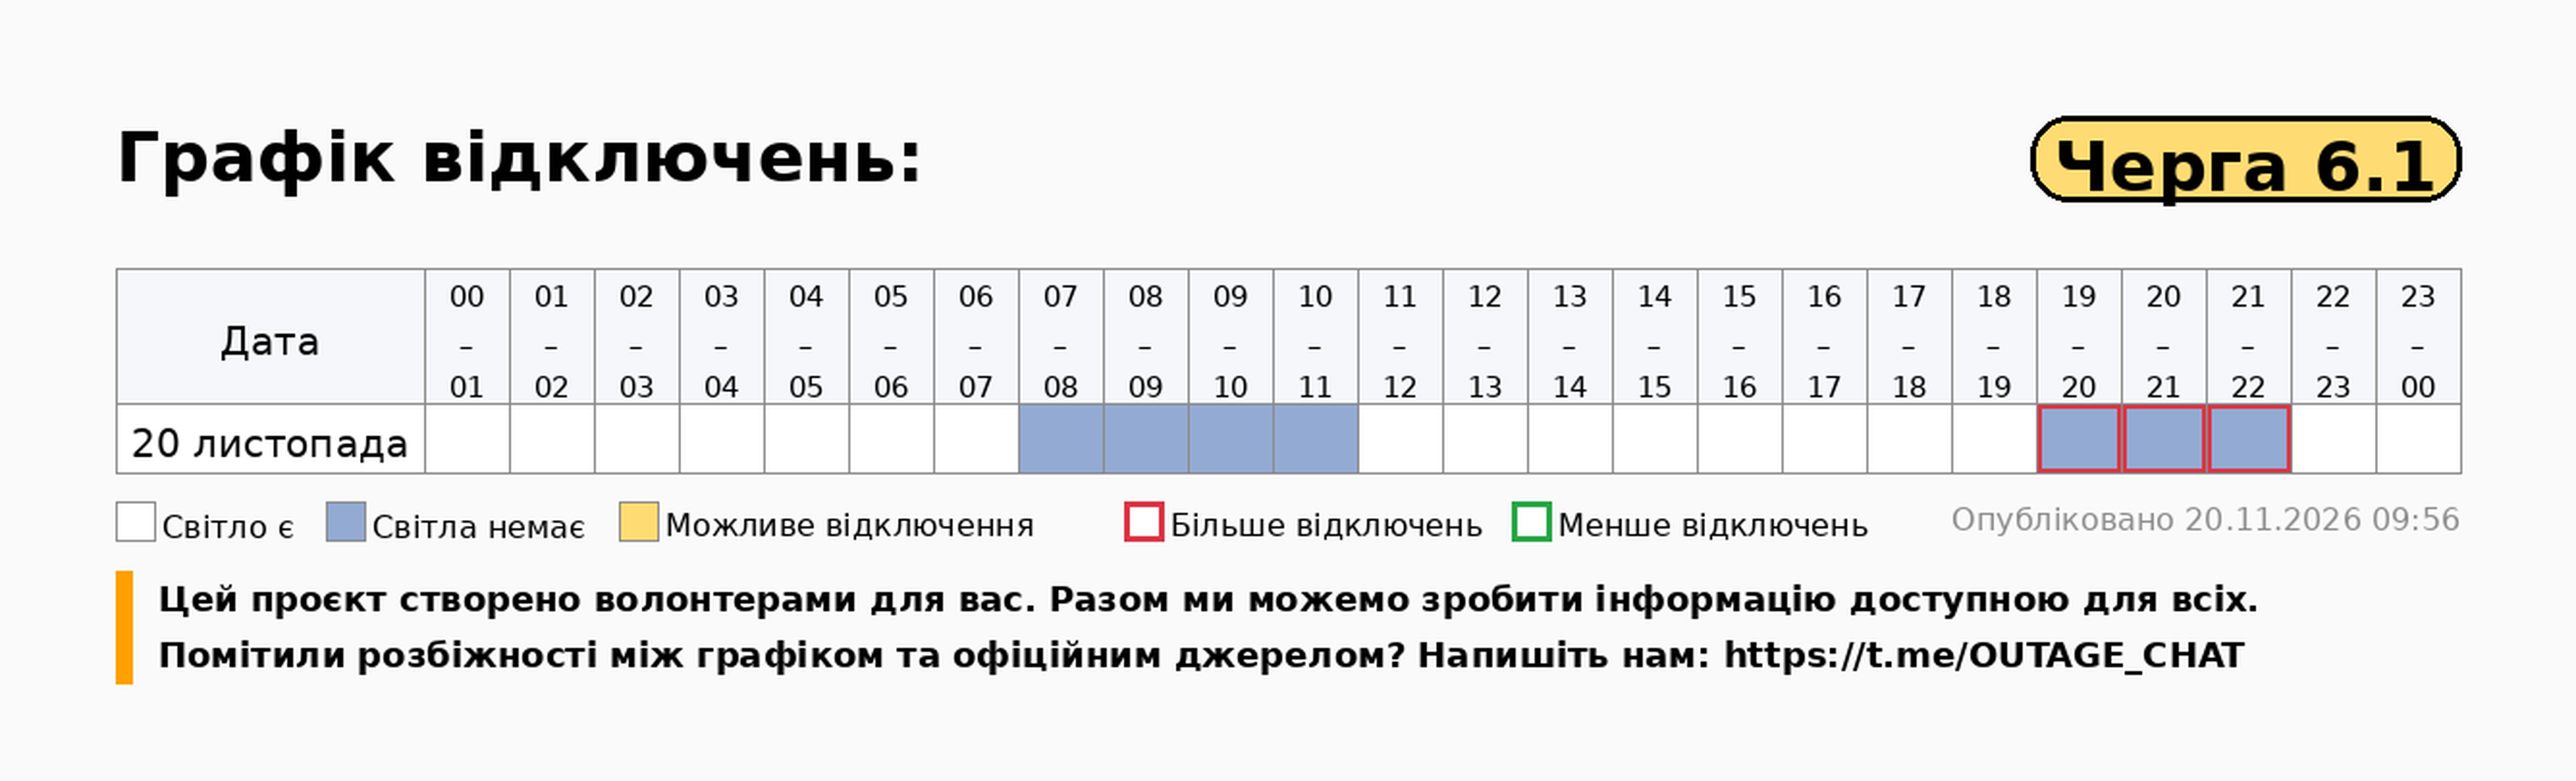 Графік відключень:
Черга 6.1
Дата
00 – 01
01 – 02
02 – 03
03 – 04
04 – 05
05 – 06
06 – 07
07 – 08
08 – 09
09 – 10
10 – 11
11 – 12
12 – 13
13 – 14
14 – 15
15 – 16
16 – 17
17 – 18
18 – 19
19 – 20
20 – 21
21 – 22
22 – 23
23 – 00
20 листопада
Світло є
Світла немає
Можливе відключення
Більше відключень
Менше відключень
Опубліковано 20.11.2026 09:56
Цей проєкт створено волонтерами для вас. Разом ми можемо зробити інформацію доступною для всіх.
Помітили розбіжності між графіком та офіційним джерелом? Напишіть нам: https://t.me/OUTAGE_CHAT